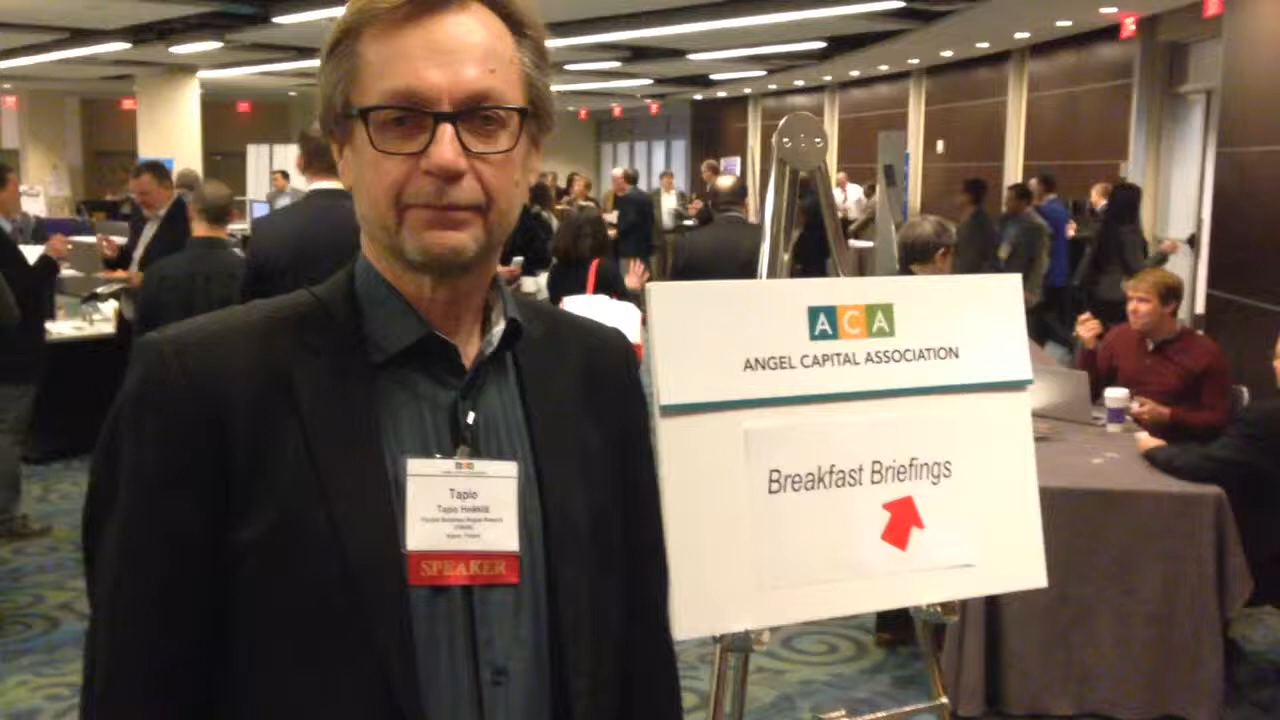 ACA
ANGEL CAPITAL ASSOCIATION
Breakfast Briefings
Tapio
Tapio Heikkilä
SPEAKER